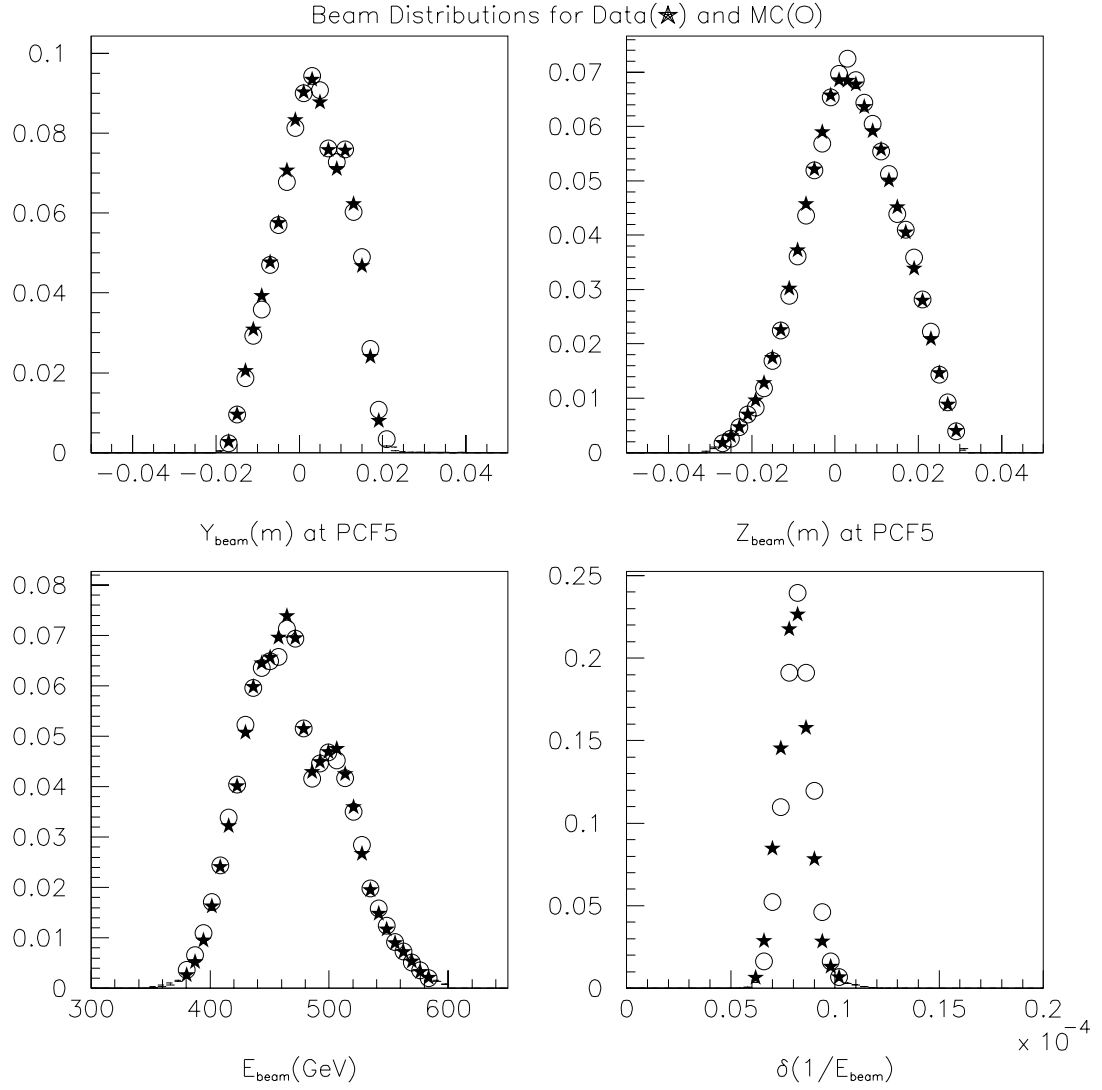 Beam Distributions for Data(★) and MC(O)
0.1
0.08
0.06
0.04
0.02
0
-0.04 -0.02 0 0.02 0.04
Y_beam(m) at PCF5
0.07
0.06
0.05
0.04
0.03
0.02
0.01
0
-0.04 -0.02 0 0.02 0.04
Z_beam(m) at PCF5
0.08
0.07
0.06
0.05
0.04
0.03
0.02
0.01
0
300 400 500 600
E_beam(GeV)
0.25
0.2
0.15
0.1
0.05
0
0 0.05 0.1 0.15 0.2
x 10^-4
δ(1/E_beam)